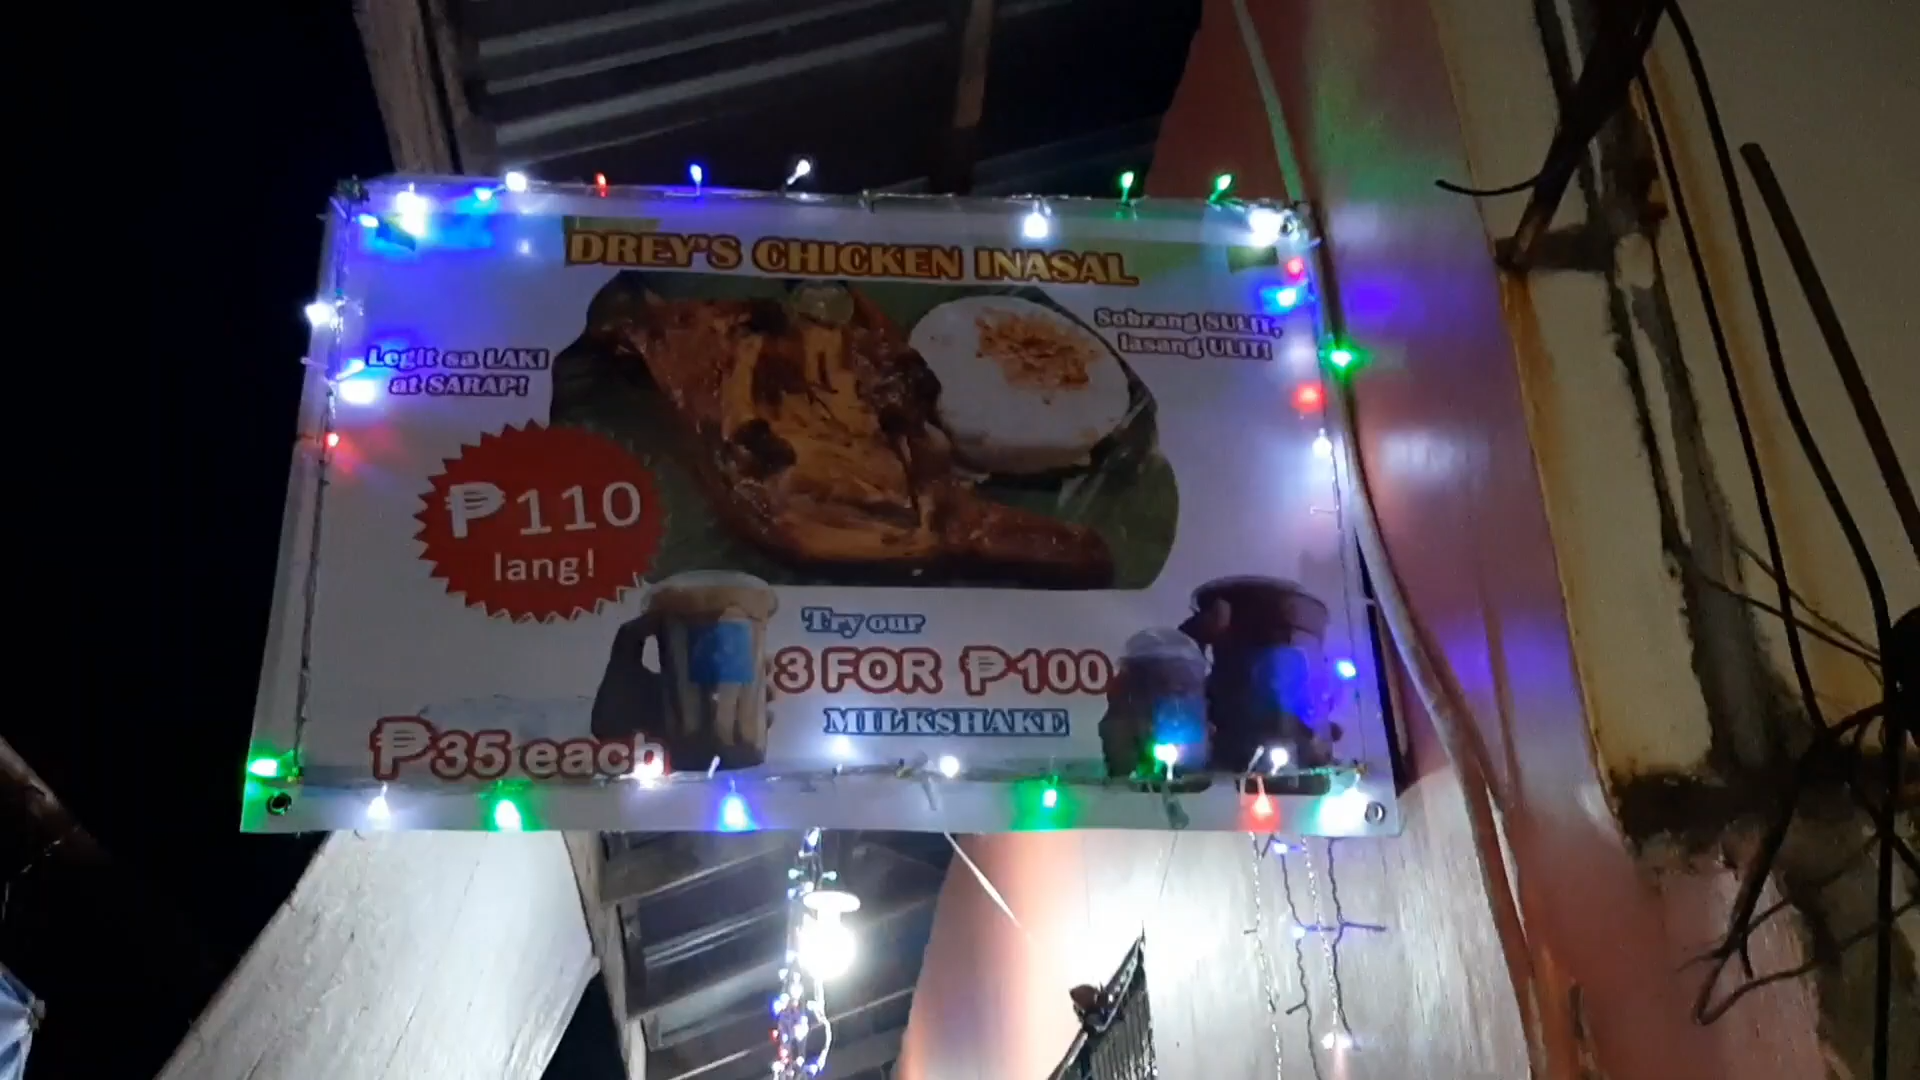 DREY'S CHICKEN INASAL
Legit sa LAKI
at SARAP!
Sobrang SULIT,
lasang ULIT!
₱110
lang!
Try our
3 FOR ₱100
MILKSHAKE
₱35 each